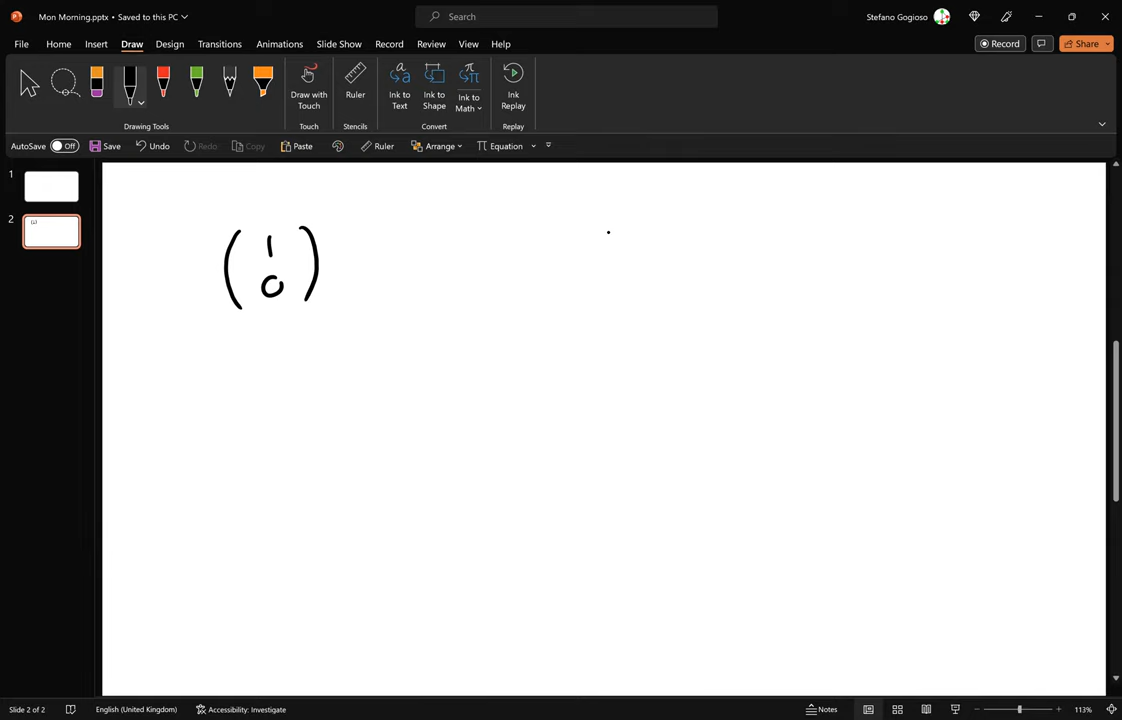 Mon Morning.pptx • Saved to this PC
Search
Stefano Gogioso
File Home Insert Draw Design Transitions Animations Slide Show Record Review View Help
Record
Share
Draw with Touch
Ruler
Ink to Text
Ink to Shape
Ink to Math
Ink Replay
Drawing Tools
Touch
Stencils
Convert
Replay
AutoSave Off Save Undo Redo Copy Paste Ruler Arrange Equation
1
2
( 1
0 )
Slide 2 of 2 English (United Kingdom) Accessibility: Investigate Notes 113%